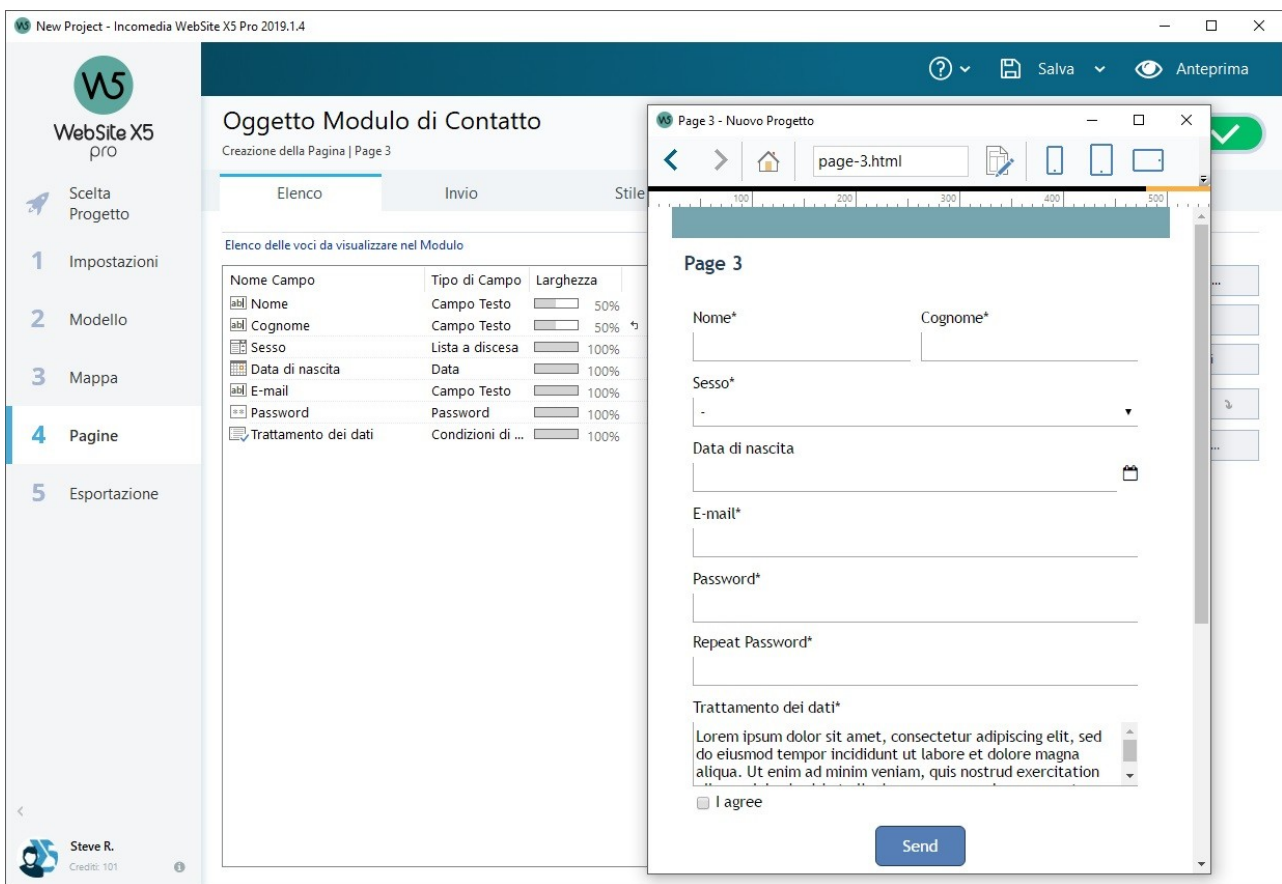 New Project - Incomedia WebSite X5 Pro 2019.1.4
Salva
Anteprima
WebSite X5
pro
Scelta
Progetto
1 Impostazioni
2 Modello
3 Mappa
4 Pagine
5 Esportazione
Steve R.
Crediti: 101
Oggetto Modulo di Contatto
Creazione della Pagina | Page 3
Elenco Invio Stile
Elenco delle voci da visualizzare nel Modulo
Nome Campo Tipo di Campo Larghezza
Nome Campo Testo 50%
Cognome Campo Testo 50%
Sesso Lista a discesa 100%
Data di nascita Data 100%
E-mail Campo Testo 100%
Password Password 100%
Trattamento dei dati Condizioni di ... 100%
Page 3 - Nuovo Progetto
page-3.html
100 200 300 400 500
Page 3
Nome* Cognome*
Sesso*
-
Data di nascita
E-mail*
Password*
Repeat Password*
Trattamento dei dati*
Lorem ipsum dolor sit amet, consectetur adipiscing elit, sed
do eiusmod tempor incididunt ut labore et dolore magna
aliqua. Ut enim ad minim veniam, quis nostrud exercitation
I agree
Send